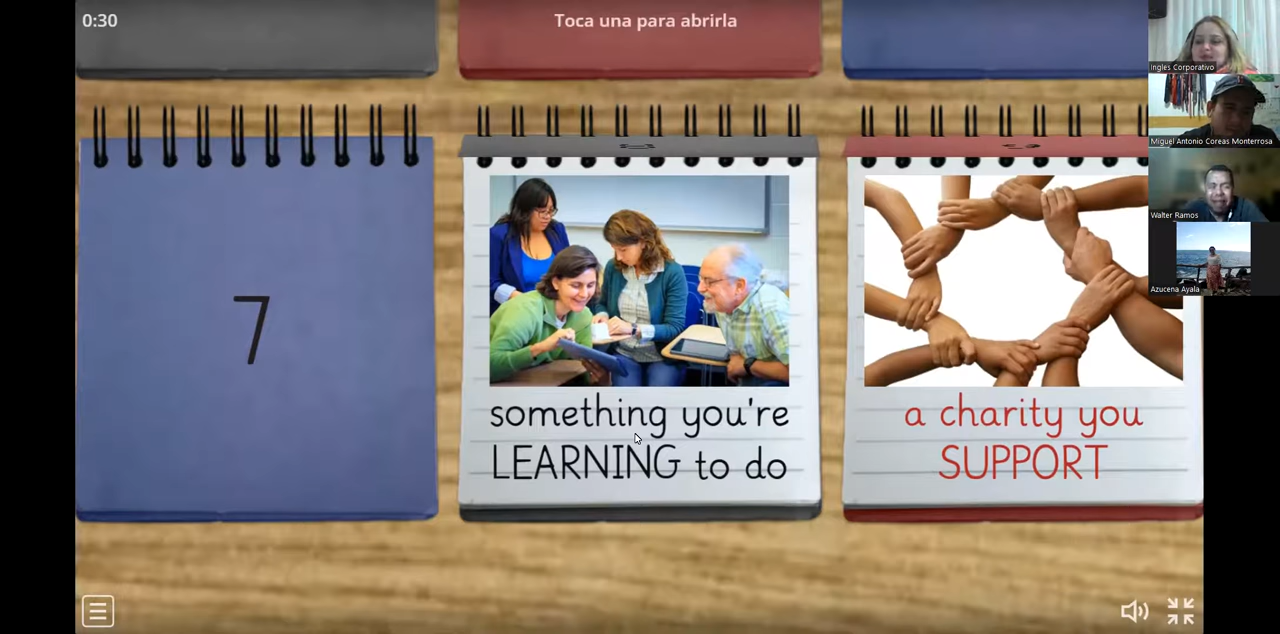 0:30
Toca una para abrirla
Ingles Corporativo
Miguel Antonio Coreas Monterrosa
Walter Ramos
Azucena Ayala
7
something you're
LEARNING to do
a charity you
SUPPORT